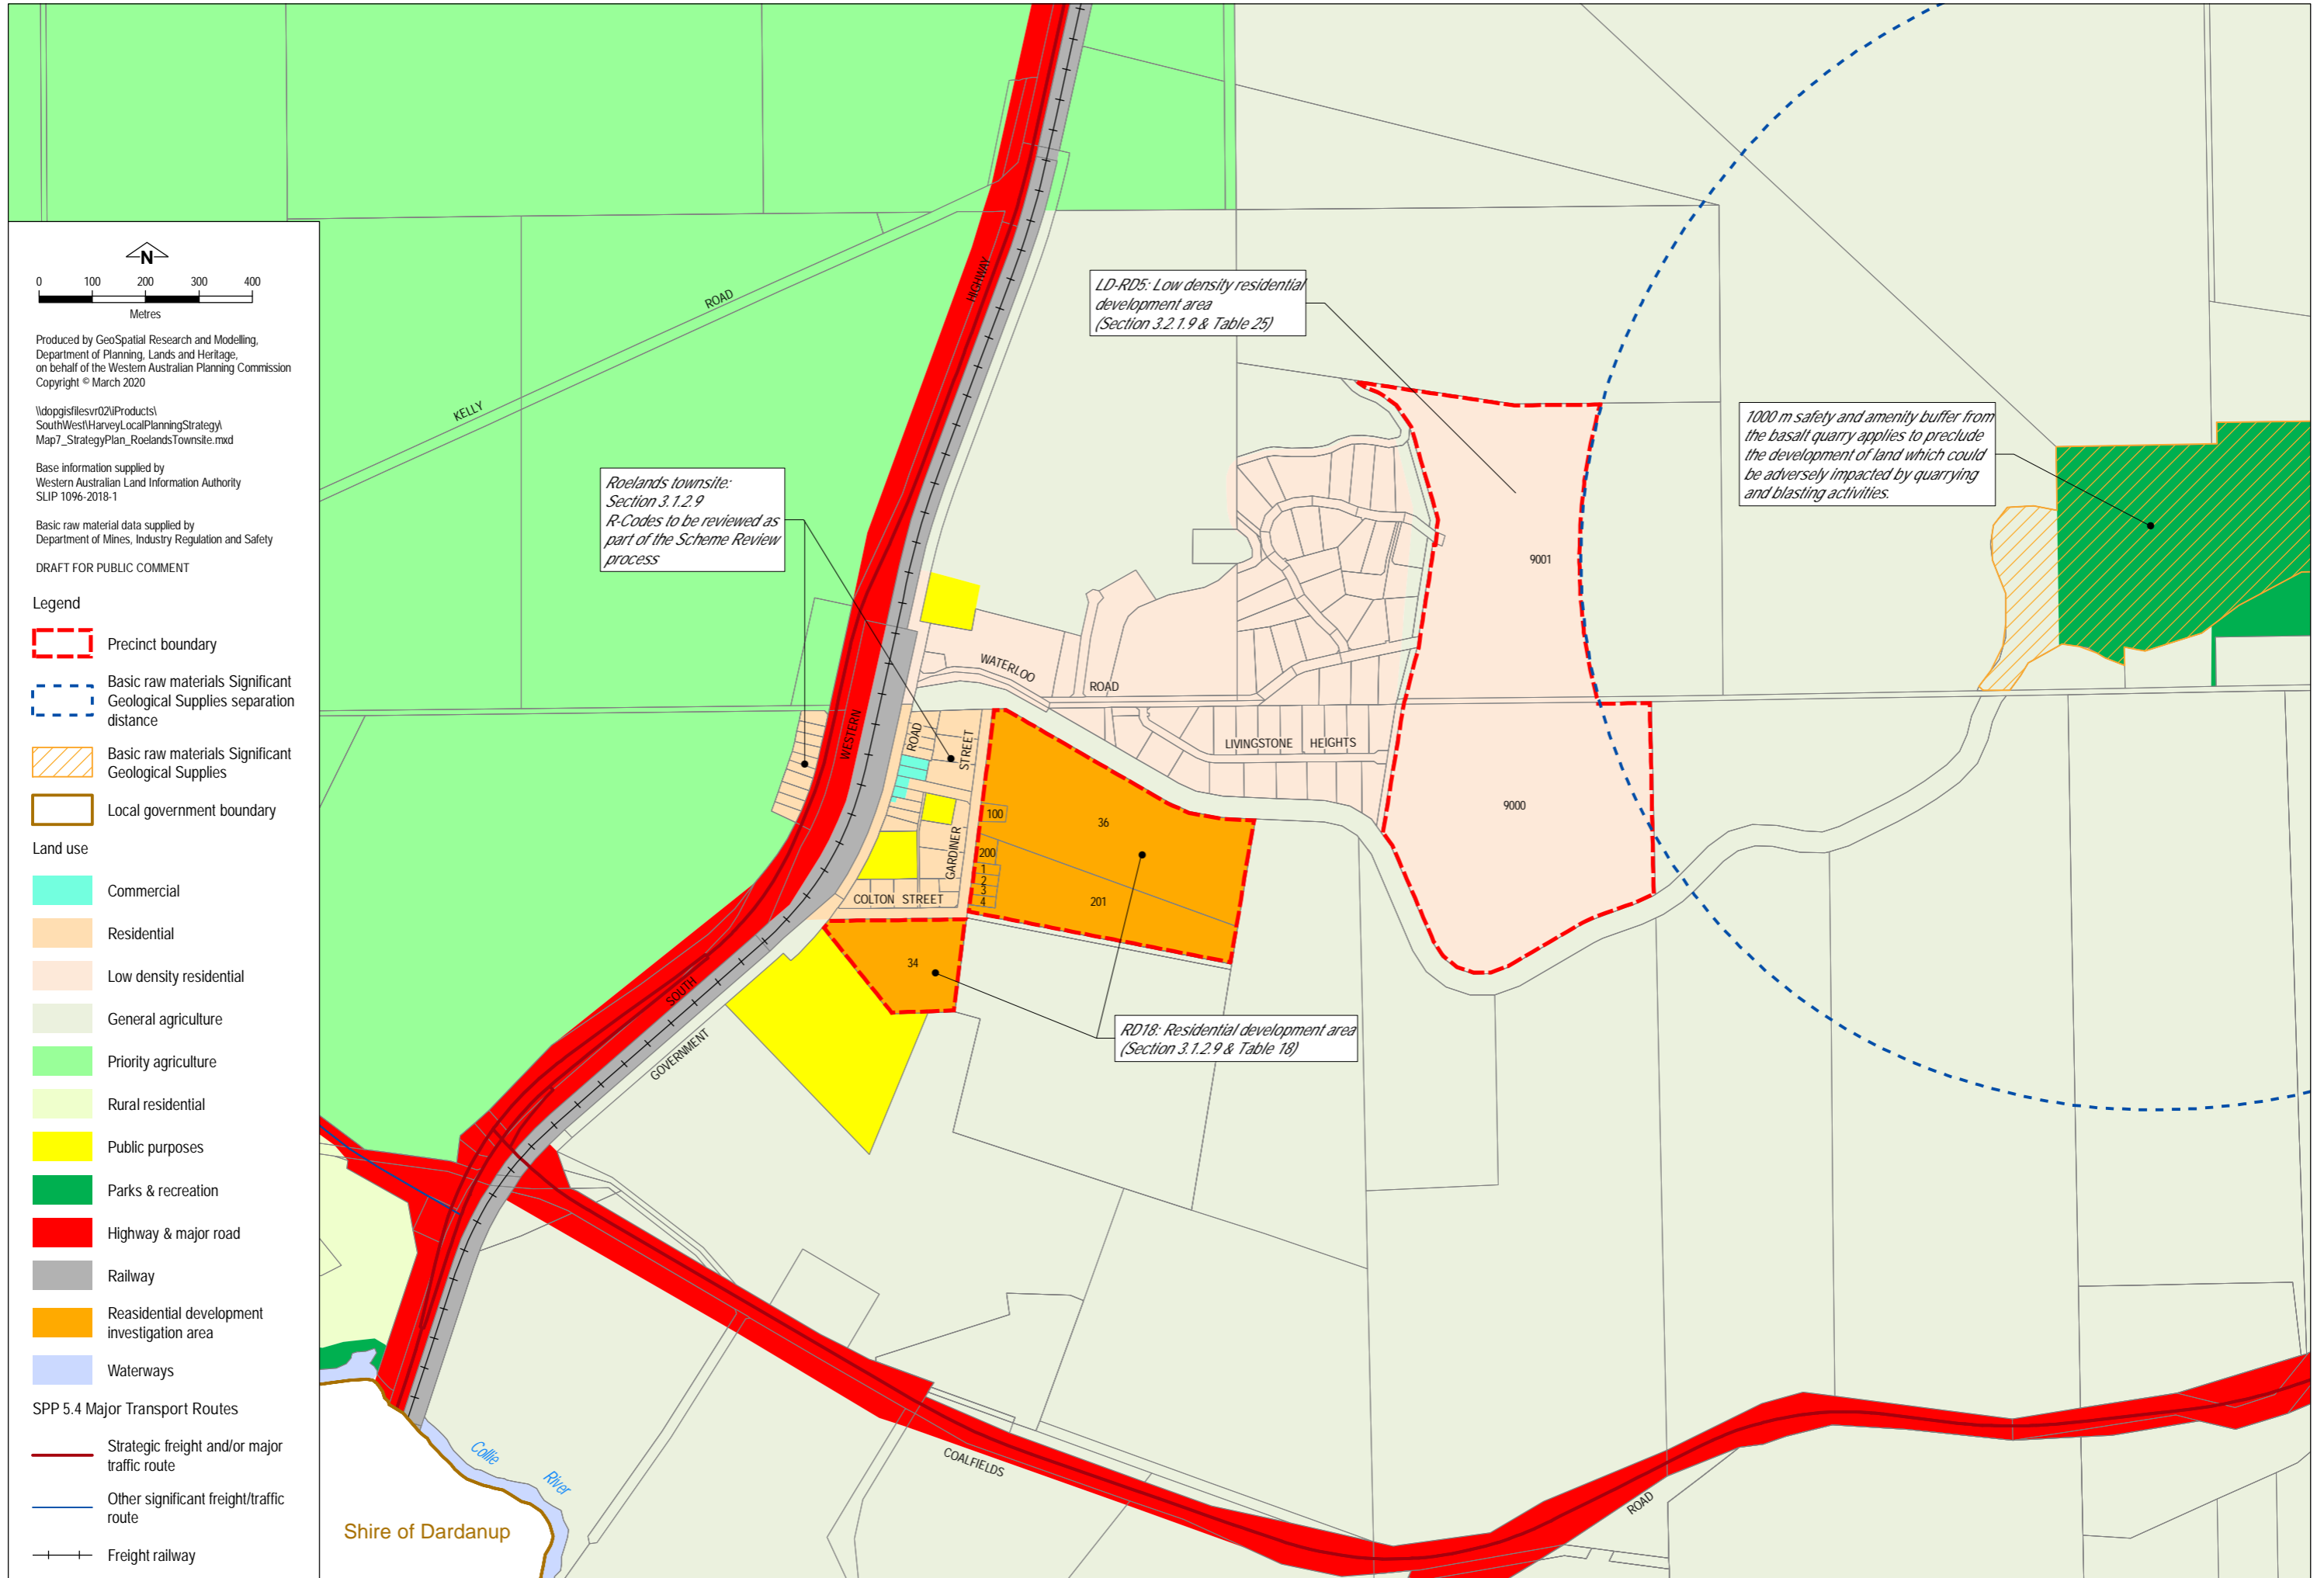 N
0 100 200 300 400
Metres
Produced by GeoSpatial Research and Modelling,
Department of Planning, Lands and Heritage,
on behalf of the Western Australian Planning Commission
Copyright © March 2020
\\dopgisfilesvr02\iProducts\
SouthWest\HarveyLocalPlanningStrategy\
Map7_StrategyPlan_RoelandsTownsite.mxd
Base information supplied by
Western Australian Land Information Authority
SLIP 1096-2018-1
Basic raw material data supplied by
Department of Mines, Industry Regulation and Safety
DRAFT FOR PUBLIC COMMENT
Legend
Precinct boundary
Basic raw materials Significant
Geological Supplies separation
distance
Basic raw materials Significant
Geological Supplies
Local government boundary
Land use
Commercial
Residential
Low density residential
General agriculture
Priority agriculture
Rural residential
Public purposes
Parks & recreation
Highway & major road
Railway
Reasidential development
investigation area
Waterways
SPP 5.4 Major Transport Routes
Strategic freight and/or major
traffic route
Other significant freight/traffic
route
Freight railway
KELLY
ROAD
HIGHWAY
LD-RD5: Low density residential
development area
(Section 3.2.1.9 & Table 25)
1000 m safety and amenity buffer from
the basalt quarry applies to preclude
the development of land which could
be adversely impacted by quarrying
and blasting activities.
Roelands townsite:
Section 3.1.2.9
R-Codes to be reviewed as
part of the Scheme Review
process
9001
WATERLOO
ROAD
WESTERN
ROAD
STREET
LIVINGSTONE HEIGHTS
9000
100
36
GARDINER
200
1
2
3
4
201
COLTON STREET
34
SOUTH
GOVERNMENT
RD18: Residential development area
(Section 3.1.2.9 & Table 18)
COALFIELDS
ROAD
Collie
River
Shire of Dardanup